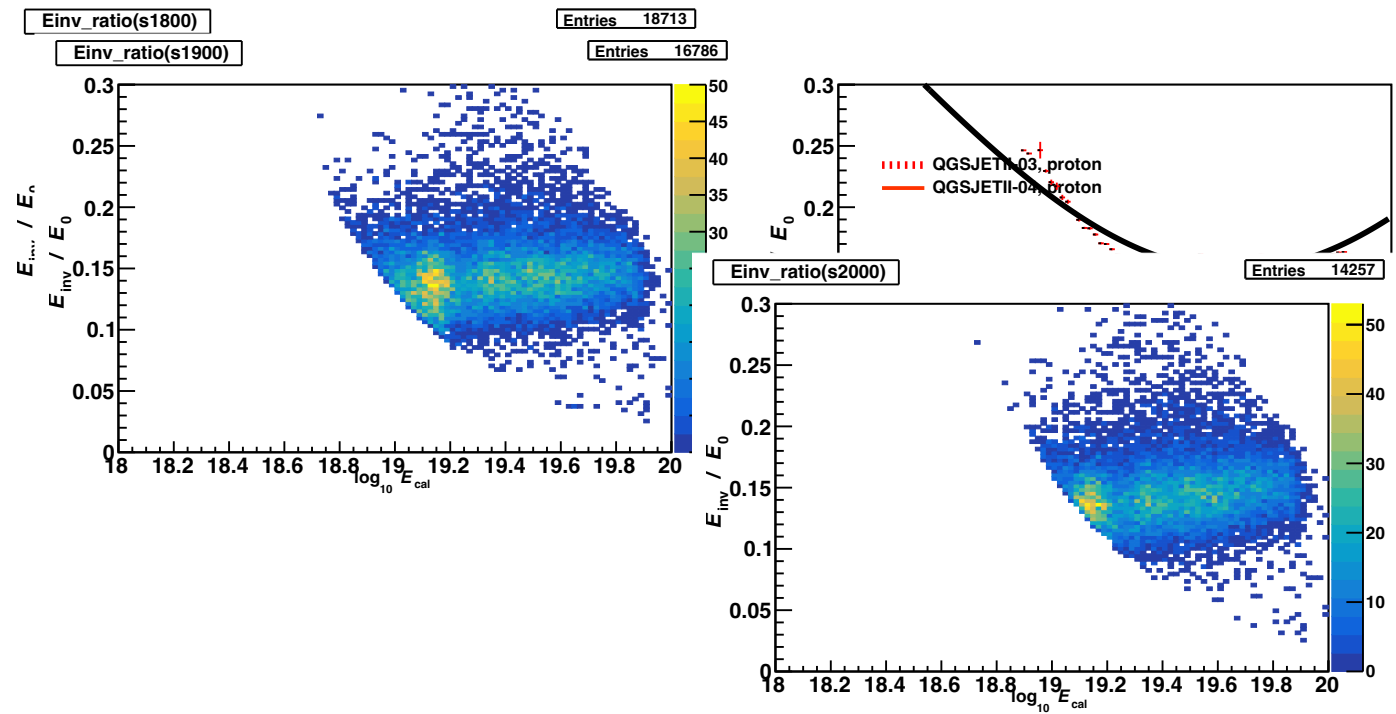 Einv_ratio(s1800)
Entries 18713
Einv_ratio(s1900)
Entries 16786
0.3
0.25
0.2
0.15
0.1
0.05
0
E_inv / E_0
18 18.2 18.4 18.6 18.8 19 19.2 19.4 19.6 19.8 20
log_10 E_cal
50
45
40
35
30
0.3
0.25
0.2
E_0
QGSJETII-03, proton
QGSJETII-04, proton
Einv_ratio(s2000)
Entries 14257
0.3
0.25
0.2
0.15
0.1
0.05
0
E_inv / E_0
18 18.2 18.4 18.6 18.8 19 19.2 19.4 19.6 19.8 20
log_10 E_cal
50
40
30
20
10
0